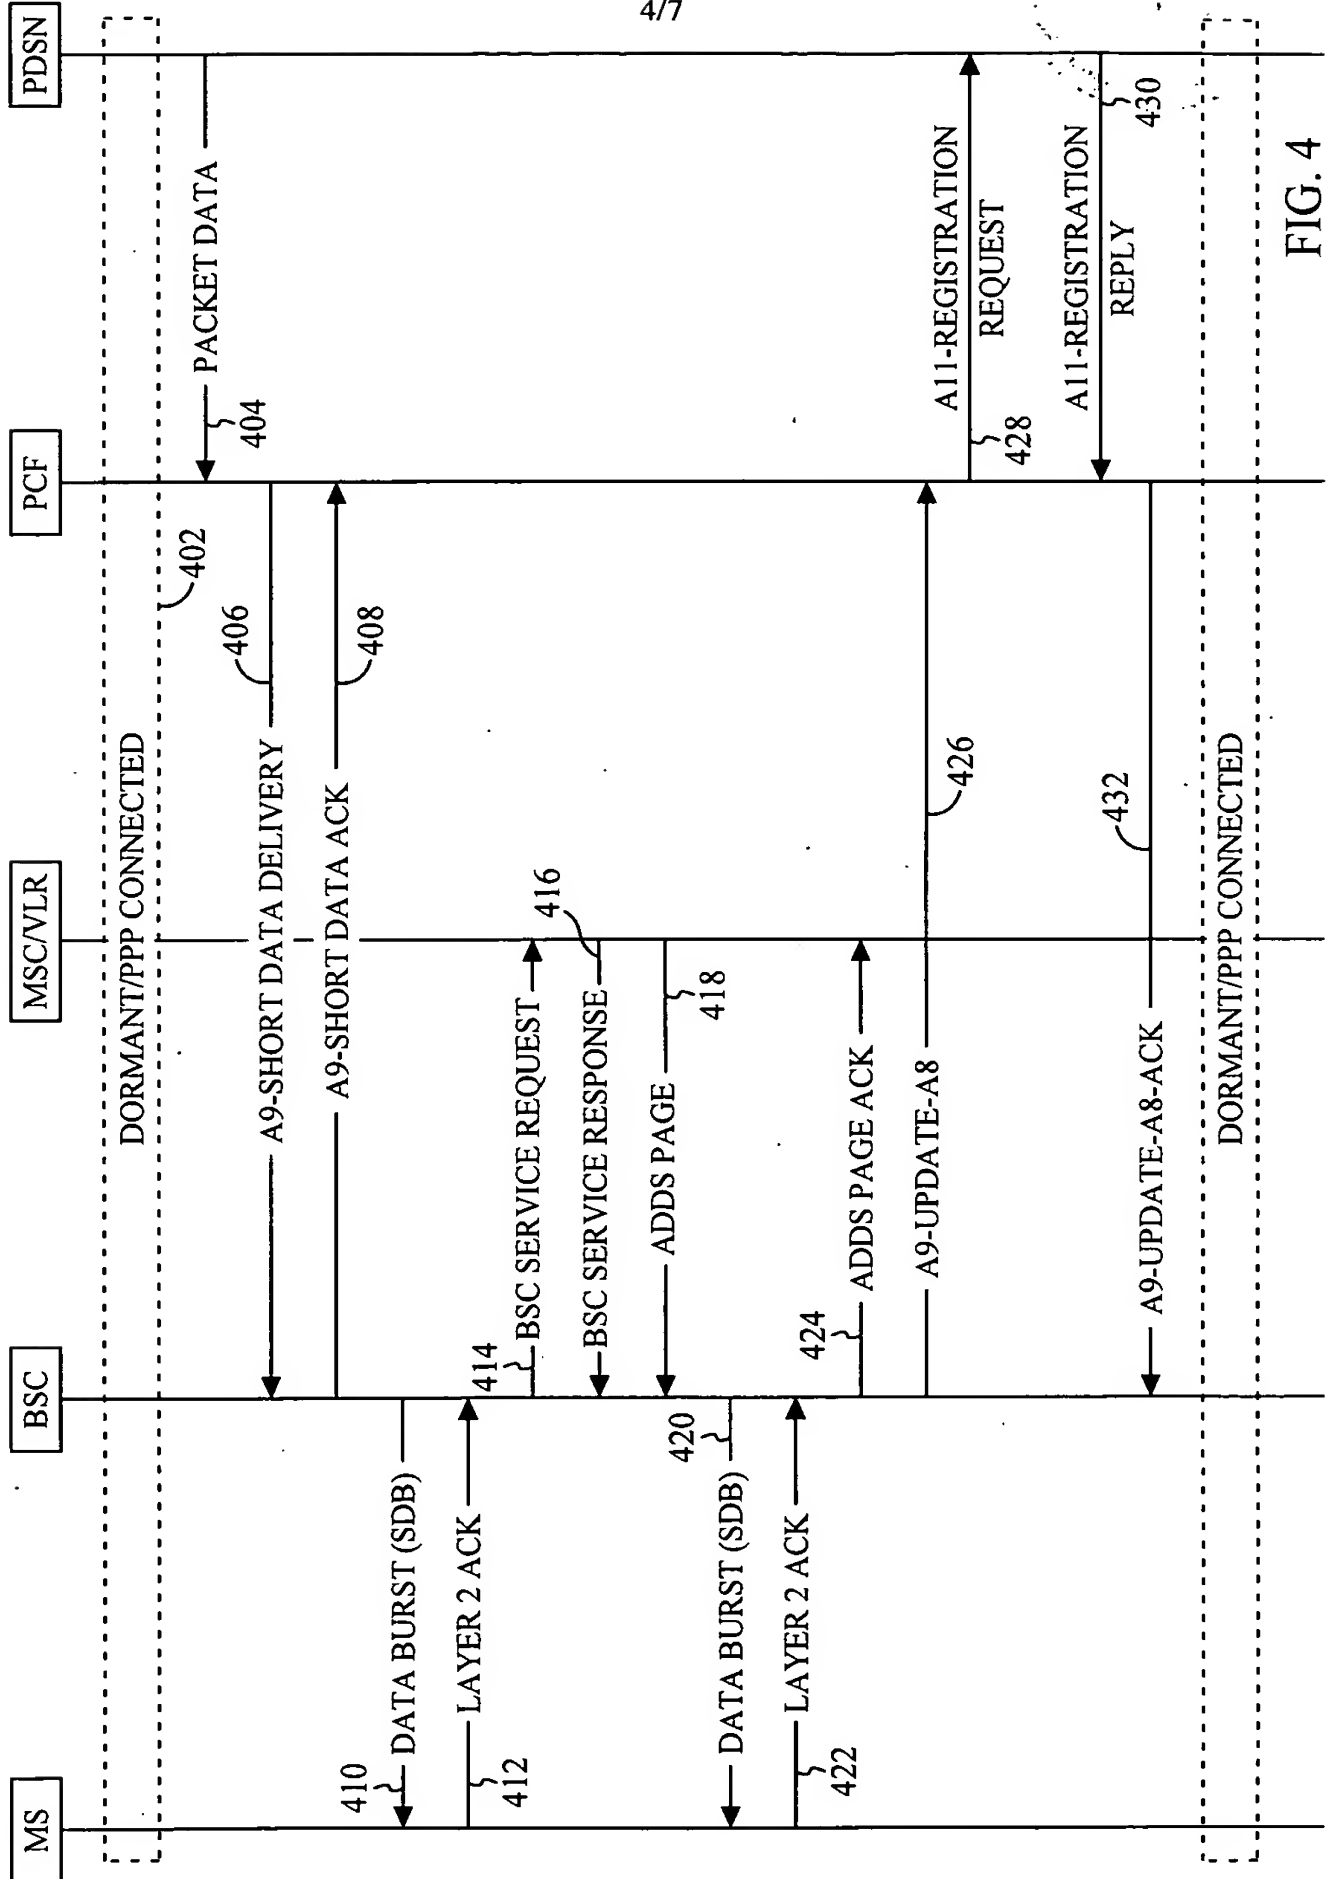 4/7
MS
BSC
MSC/VLR
PCF
PDSN
DORMANT/PPP CONNECTED
402
PACKET DATA
404
406
A9-SHORT DATA DELIVERY
A9-SHORT DATA ACK
408
410
DATA BURST (SDB)
LAYER 2 ACK
412
414
BSC SERVICE REQUEST
416
BSC SERVICE RESPONSE
ADDS PAGE
418
420
DATA BURST (SDB)
LAYER 2 ACK
422
424
ADDS PAGE ACK
A9-UPDATE-A8
426
A11-REGISTRATION
REQUEST
428
A11-REGISTRATION
REPLY
430
432
A9-UPDATE-A8-ACK
DORMANT/PPP CONNECTED
FIG. 4